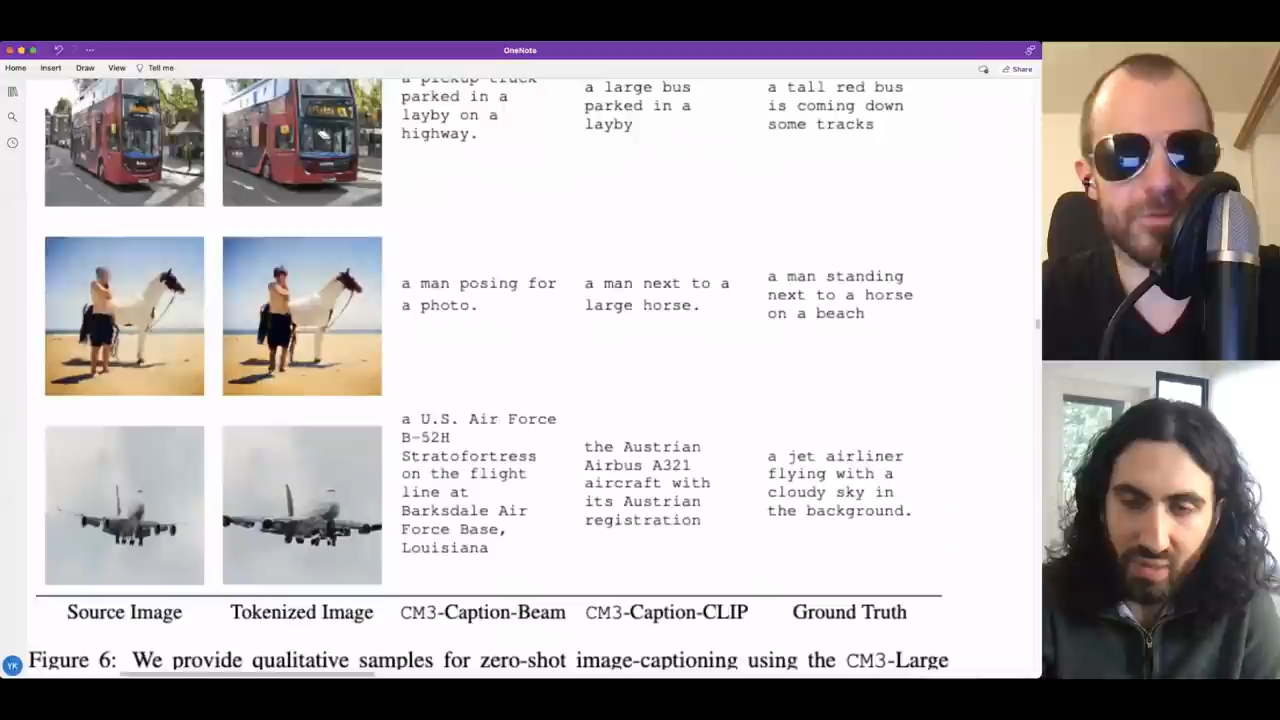 OneNote
Home Insert Draw View Tell me
Share
a pickup truck
parked in a
layby on a
highway.
a large bus
parked in a
layby
a tall red bus
is coming down
some tracks
a man posing for
a photo.
a man next to a
large horse.
a man standing
next to a horse
on a beach
a U.S. Air Force
B-52H
Stratofortress
on the flight
line at
Barksdale Air
Force Base,
Louisiana
the Austrian
Airbus A321
aircraft with
its Austrian
registration
a jet airliner
flying with a
cloudy sky in
the background.
Source Image Tokenized Image CM3-Caption-Beam CM3-Caption-CLIP Ground Truth
YK
Figure 6: We provide qualitative samples for zero-shot image-captioning using the CM3-Large